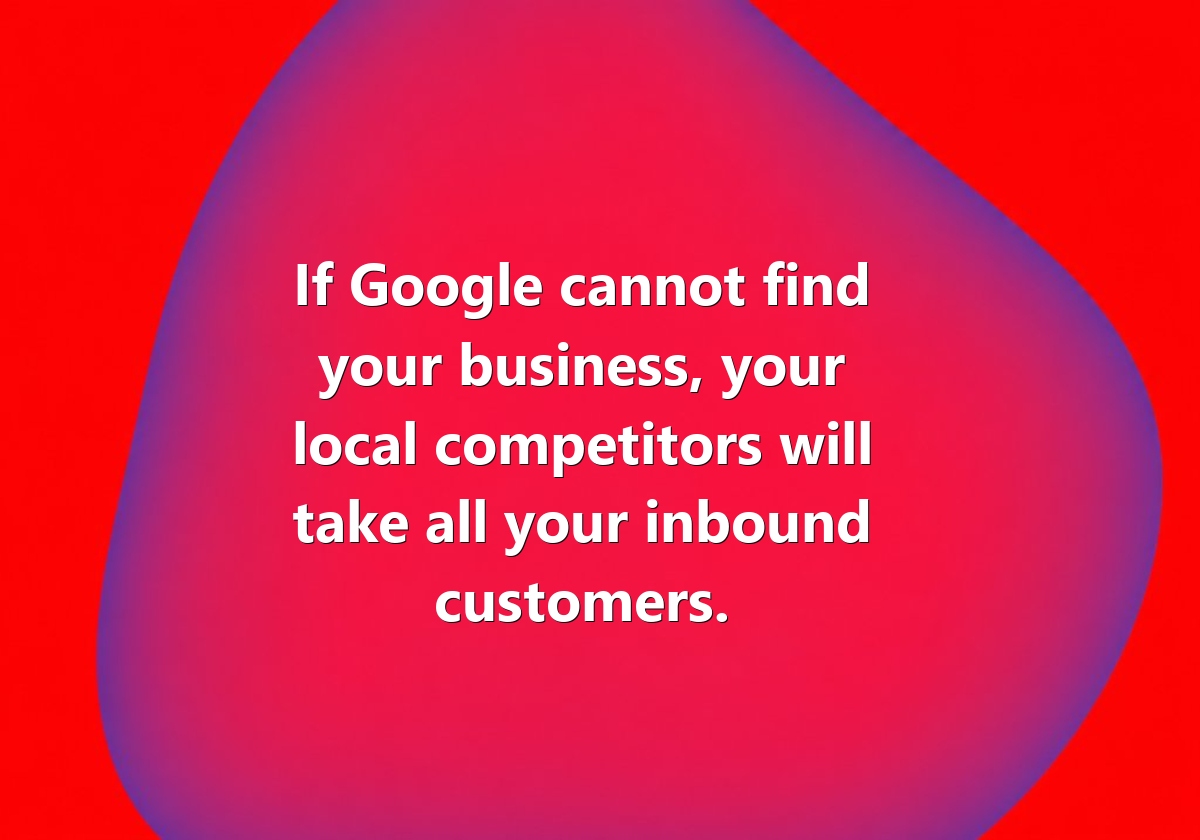 If Google cannot find
your business, your
local competitors will
take all your inbound
customers.